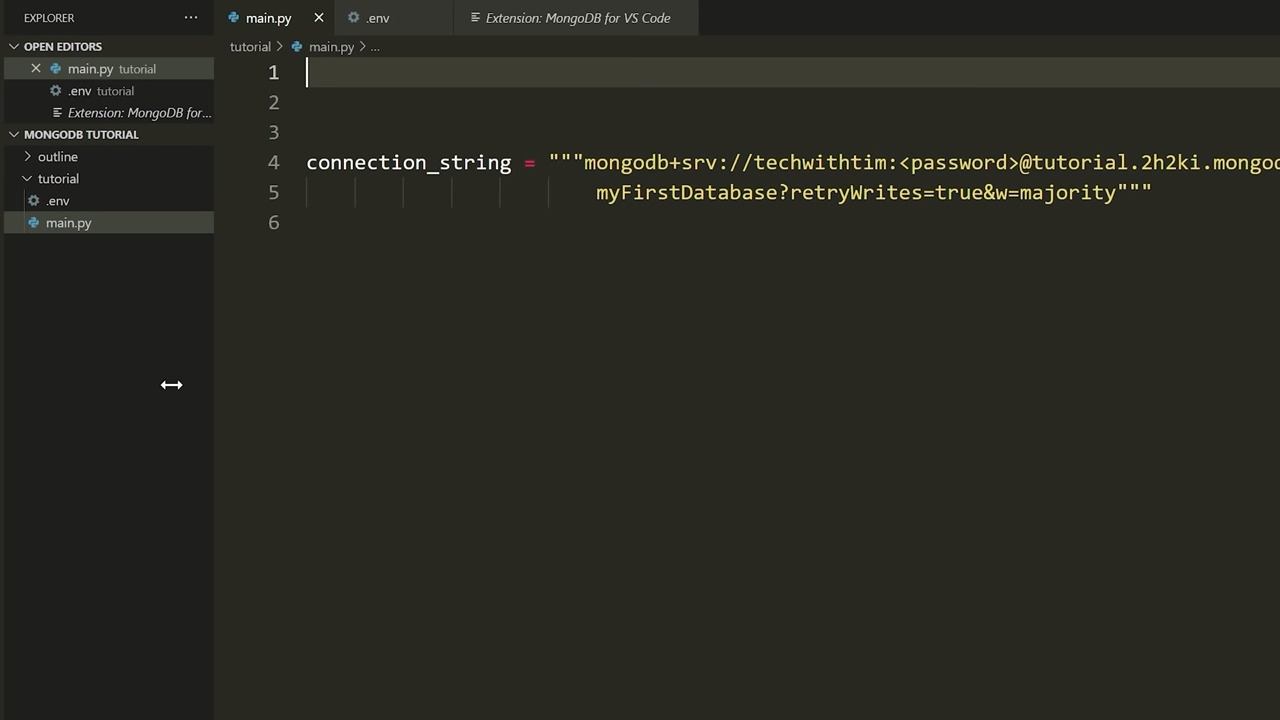 EXPLORER ···
main.py
.env
Extension: MongoDB for VS Code
OPEN EDITORS
tutorial > main.py > ...
main.py tutorial
.env tutorial
Extension: MongoDB for...
MONGODB TUTORIAL
outline
tutorial
.env
main.py
1
2
3
4 connection_string = """mongodb+srv://techwithtim:<password>@tutorial.2h2ki.mongod
5 myFirstDatabase?retryWrites=true&w=majority"""
6